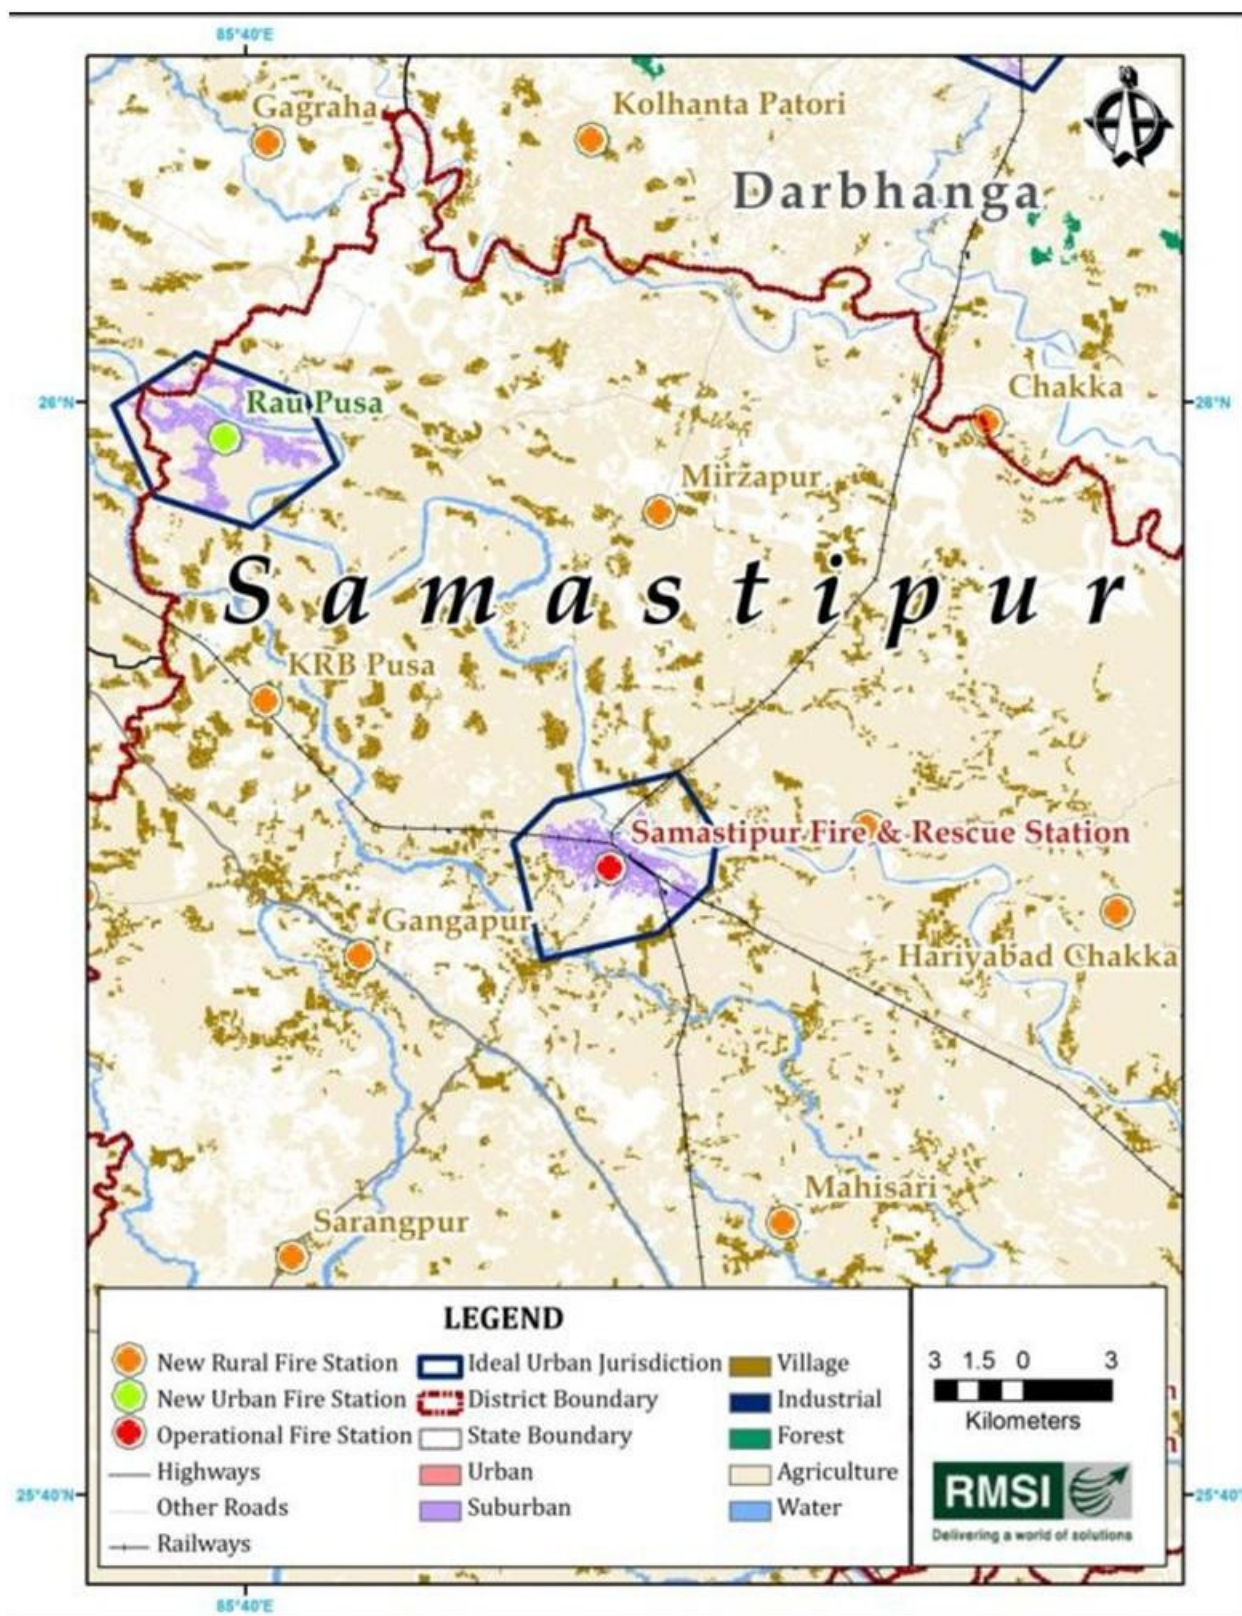 85°40'E
Gagraha
Kolhanta Patori
Darbhanga
26°N
26°N
Rau Pusa
Chakka
Mirzapur
Samastipur
KRB Pusa
Samastipur Fire & Rescue Station
Gangapur
Hariyabad Chakka
Mahisari
Sarangpur
LEGEND
New Rural Fire Station
Ideal Urban Jurisdiction
Village
New Urban Fire Station
District Boundary
Industrial
Operational Fire Station
State Boundary
Forest
Highways
Urban
Agriculture
Other Roads
Suburban
Water
Railways
3 1.5 0 3
Kilometers
RMSI
Delivering a world of solutions
25°40'N
25°40'
85°40'E